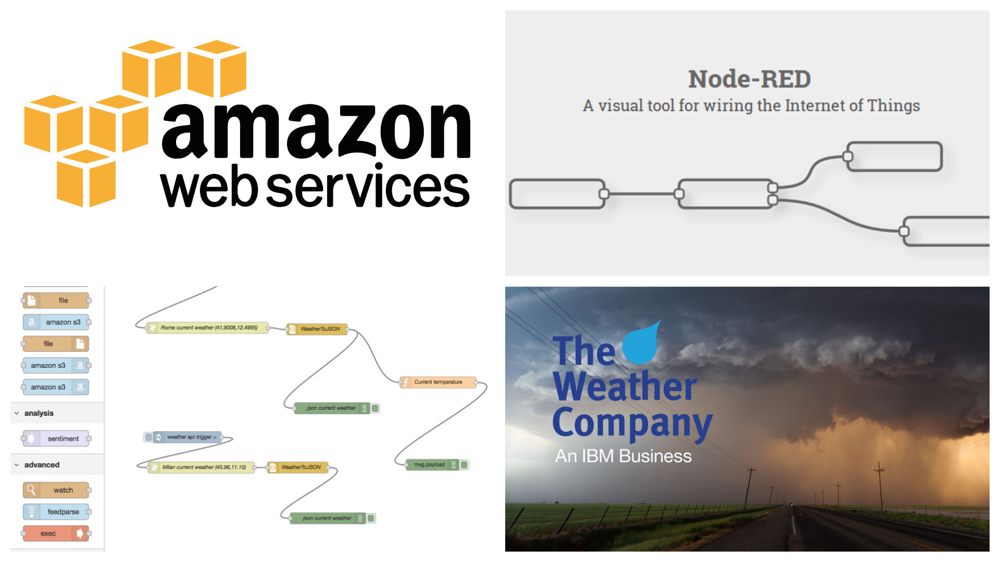 amazon
web services
Node-RED
A visual tool for wiring the Internet of Things
file
amazon s3
file
amazon s3
amazon s3
analysis
sentiment
advanced
watch
feedparse
exec
Rome current weather (41.9008,12.4995)
WeatherToJSON
Current temperature
json current weather
weather api trigger ↻
Milan current weather (45.96,11.10)
WeatherToJSON
msg.payload
json current weather
The
Weather
Company
An IBM Business